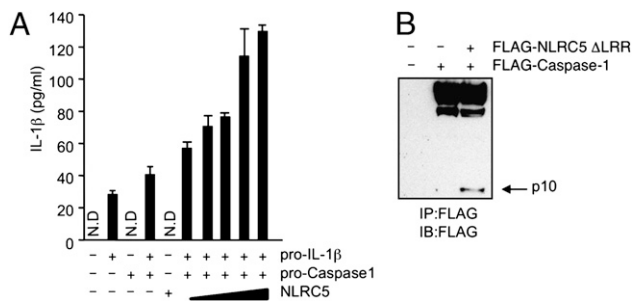 A
IL-1β (pg/ml)
140
120
100
80
60
40
20
0
N.D
N.D
N.D
- + - + - + + + + + pro-IL-1β
- - + + - + + + + + pro-Caspase1
- - - - + NLRC5
B
- - + FLAG-NLRC5 ΔLRR
- + + FLAG-Caspase-1
p10
IP:FLAG
IB:FLAG